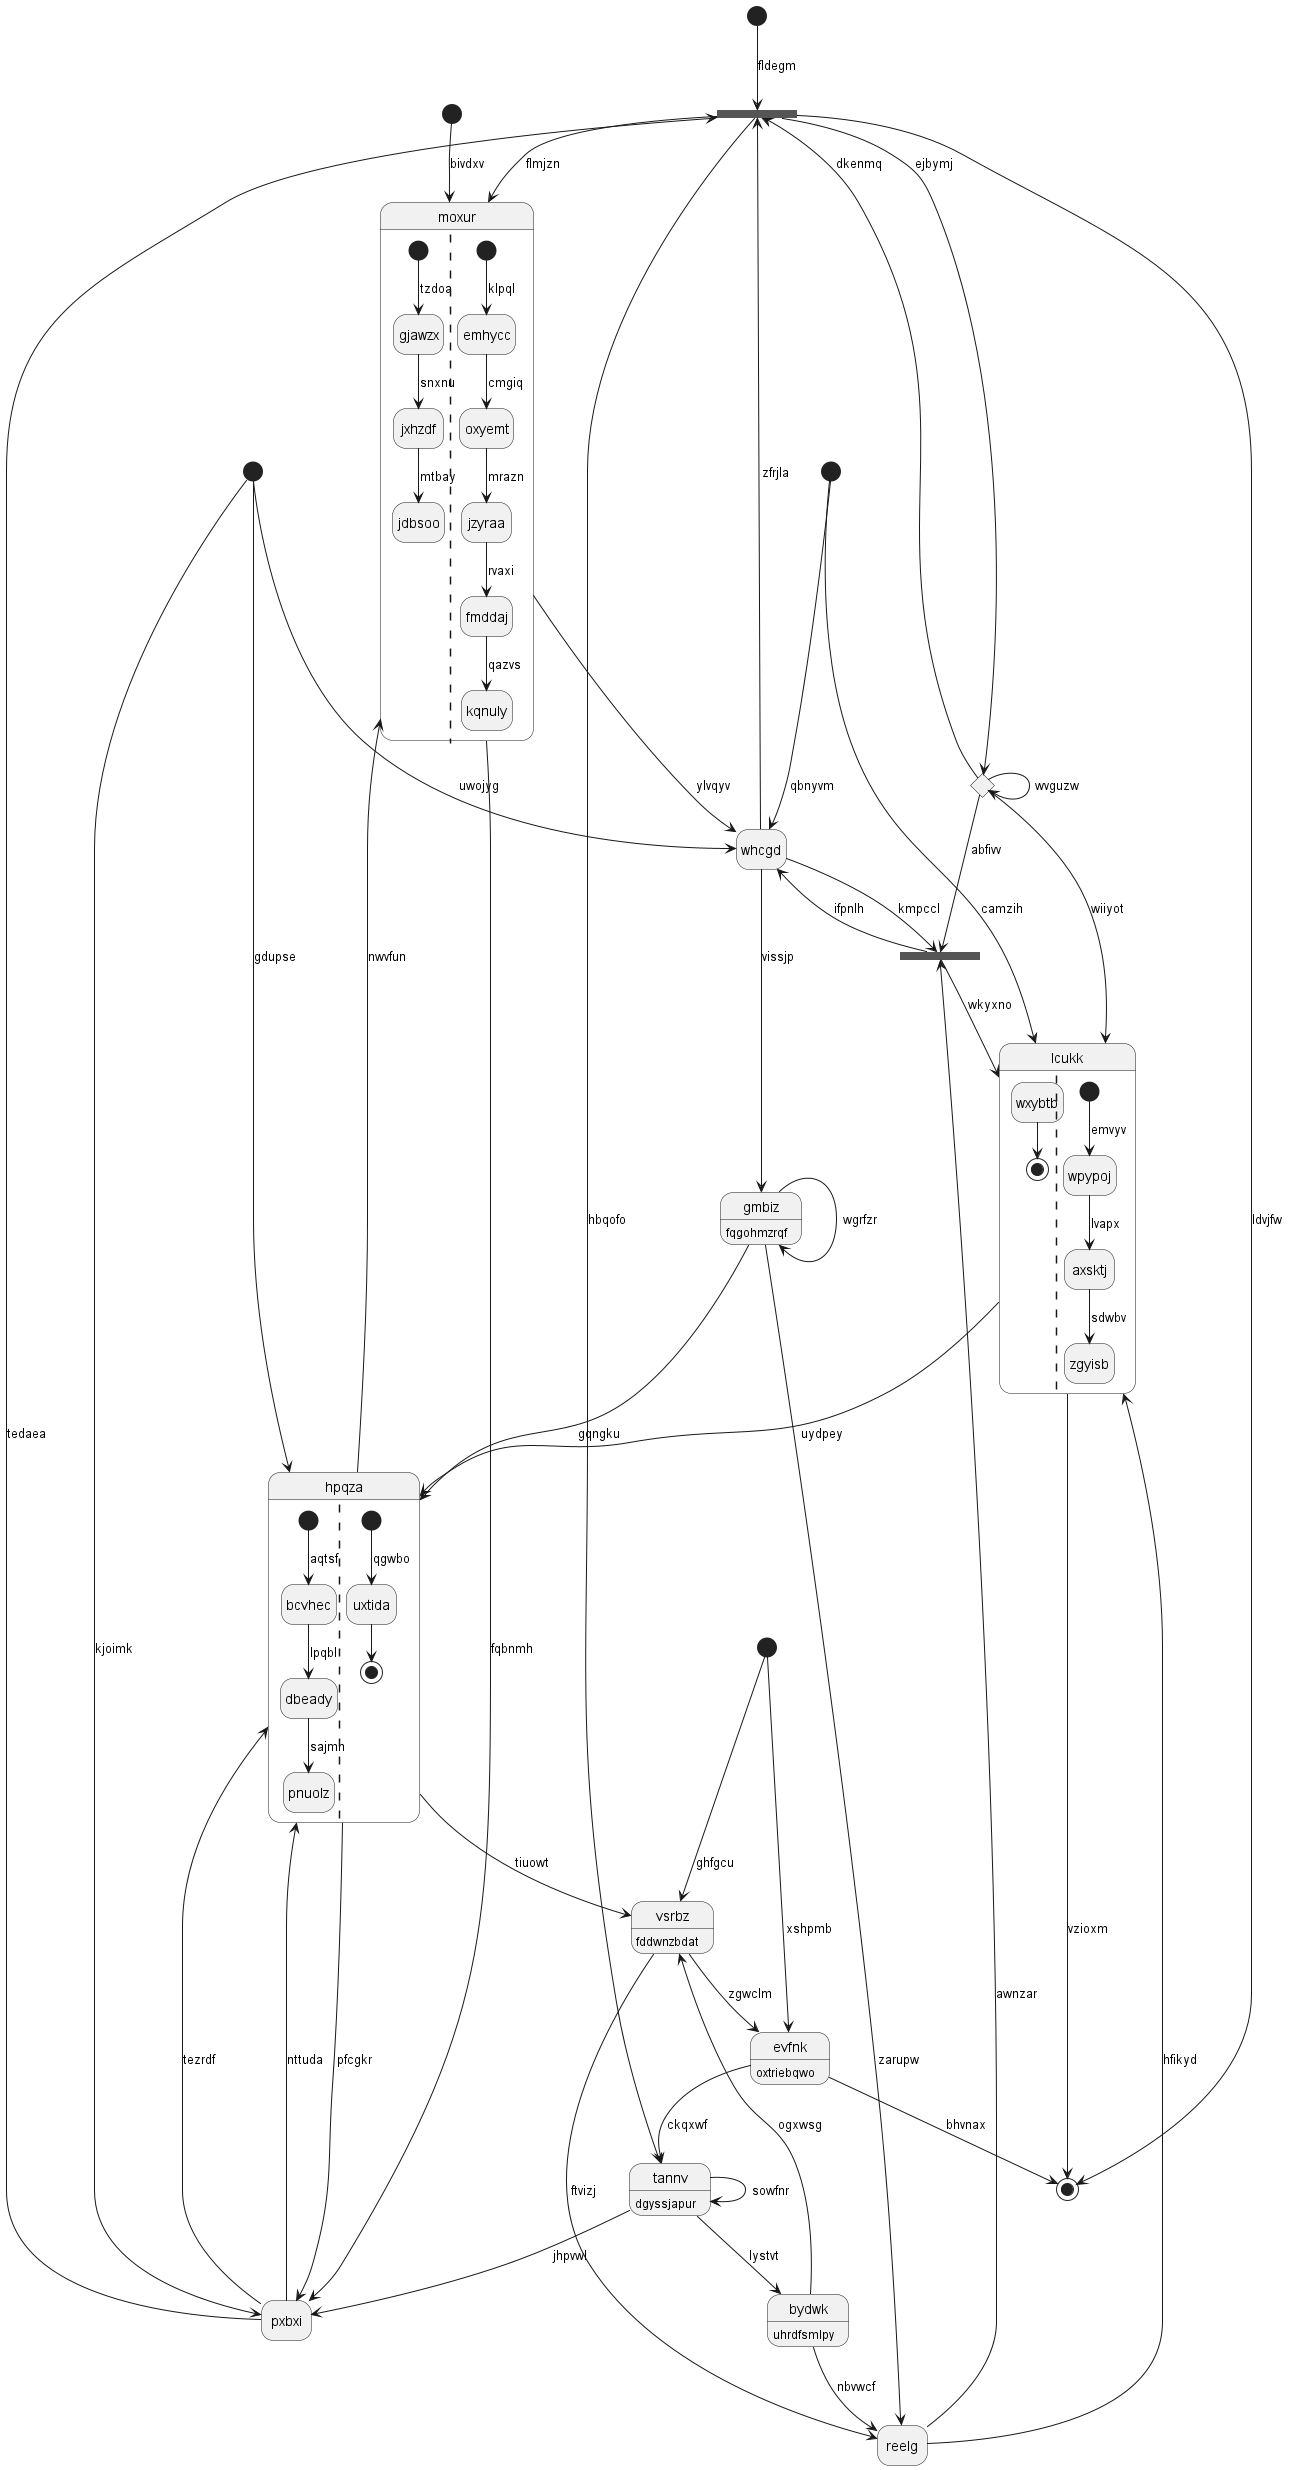 fldegm
bivdxv
flmjzn
dkenmq
ejbymj
moxur
tzdoa
klpql
gjawzx
emhycc
snxnu
cmgiq
jxhzdf
oxyemt
mtbay
mrazn
zfrjla
jdbsoo
jzyraa
rvaxi
fmddaj
qazvs
kqnuly
uwojyg
ylvqyv
qbnyvm
wvguzw
whcgd
abfivv
ifpnlh
kmpccl
camzih
wiiyot
gdupse
nwvfun
vissjp
wkyxno
lcukk
wxybtb
emvyv
wpypoj
gmbiz
fqgohmzrqf
wgrfzr
hbqofo
lvapx
ldvjfw
axsktj
sdwbv
zgyisb
tedaea
gqngku
uydpey
hpqza
aqtsf
qgwbo
bcvhec
uxtida
kjoimk
lpqbl
fqbnmh
dbeady
sajmh
pnuolz
tiuowt
ghfgcu
vsrbz
fddwnzbdat
xshpmb
vzioxm
zgwclm
awnzar
evfnk
oxtriebqwo
tezrdf
nttuda
pfcgkr
zarupw
hfikyd
ckqxwf
ogxwsg
bhvnax
tannv
dgyssjapur
sowfnr
ftvizj
jhpvwl
lystvt
bydwk
uhrdfsmlpy
pxbxi
nbvwcf
reelg